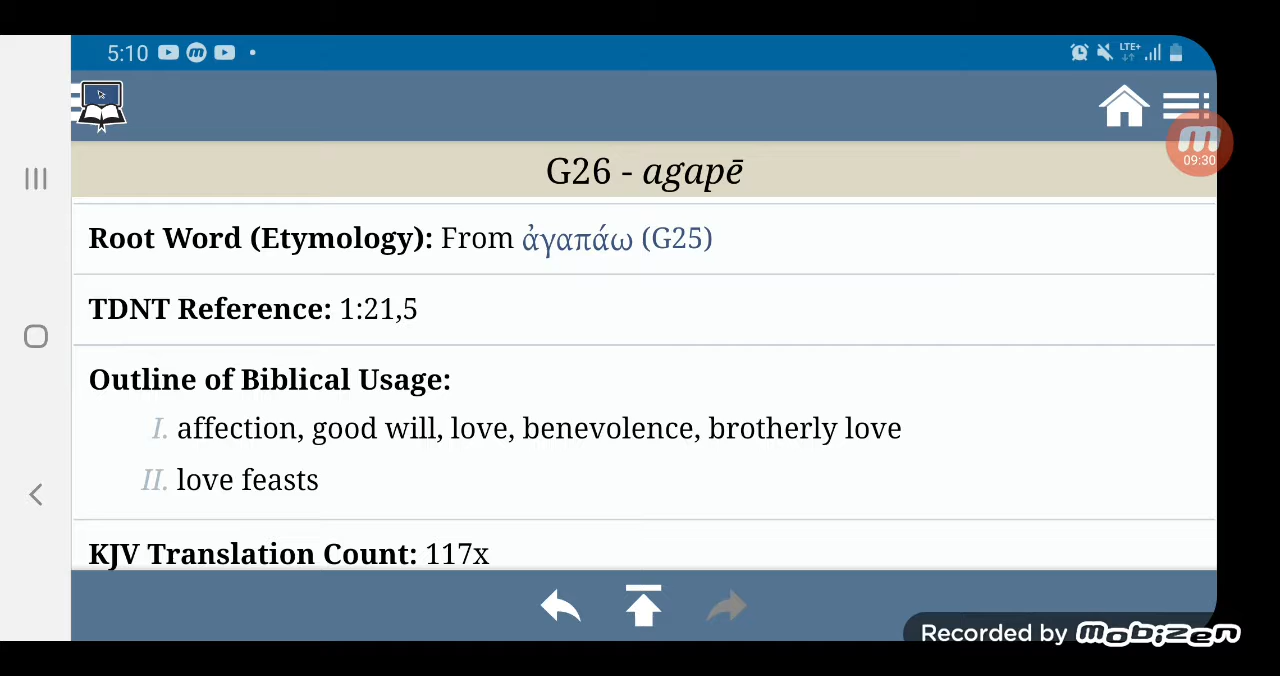 5:10
LTE+
09:30
G26 - agapē
Root Word (Etymology): From ἀγαπάω (G25)
TDNT Reference: 1:21,5
Outline of Biblical Usage:
I. affection, good will, love, benevolence, brotherly love
II. love feasts
KJV Translation Count: 117x
Recorded by mobizen